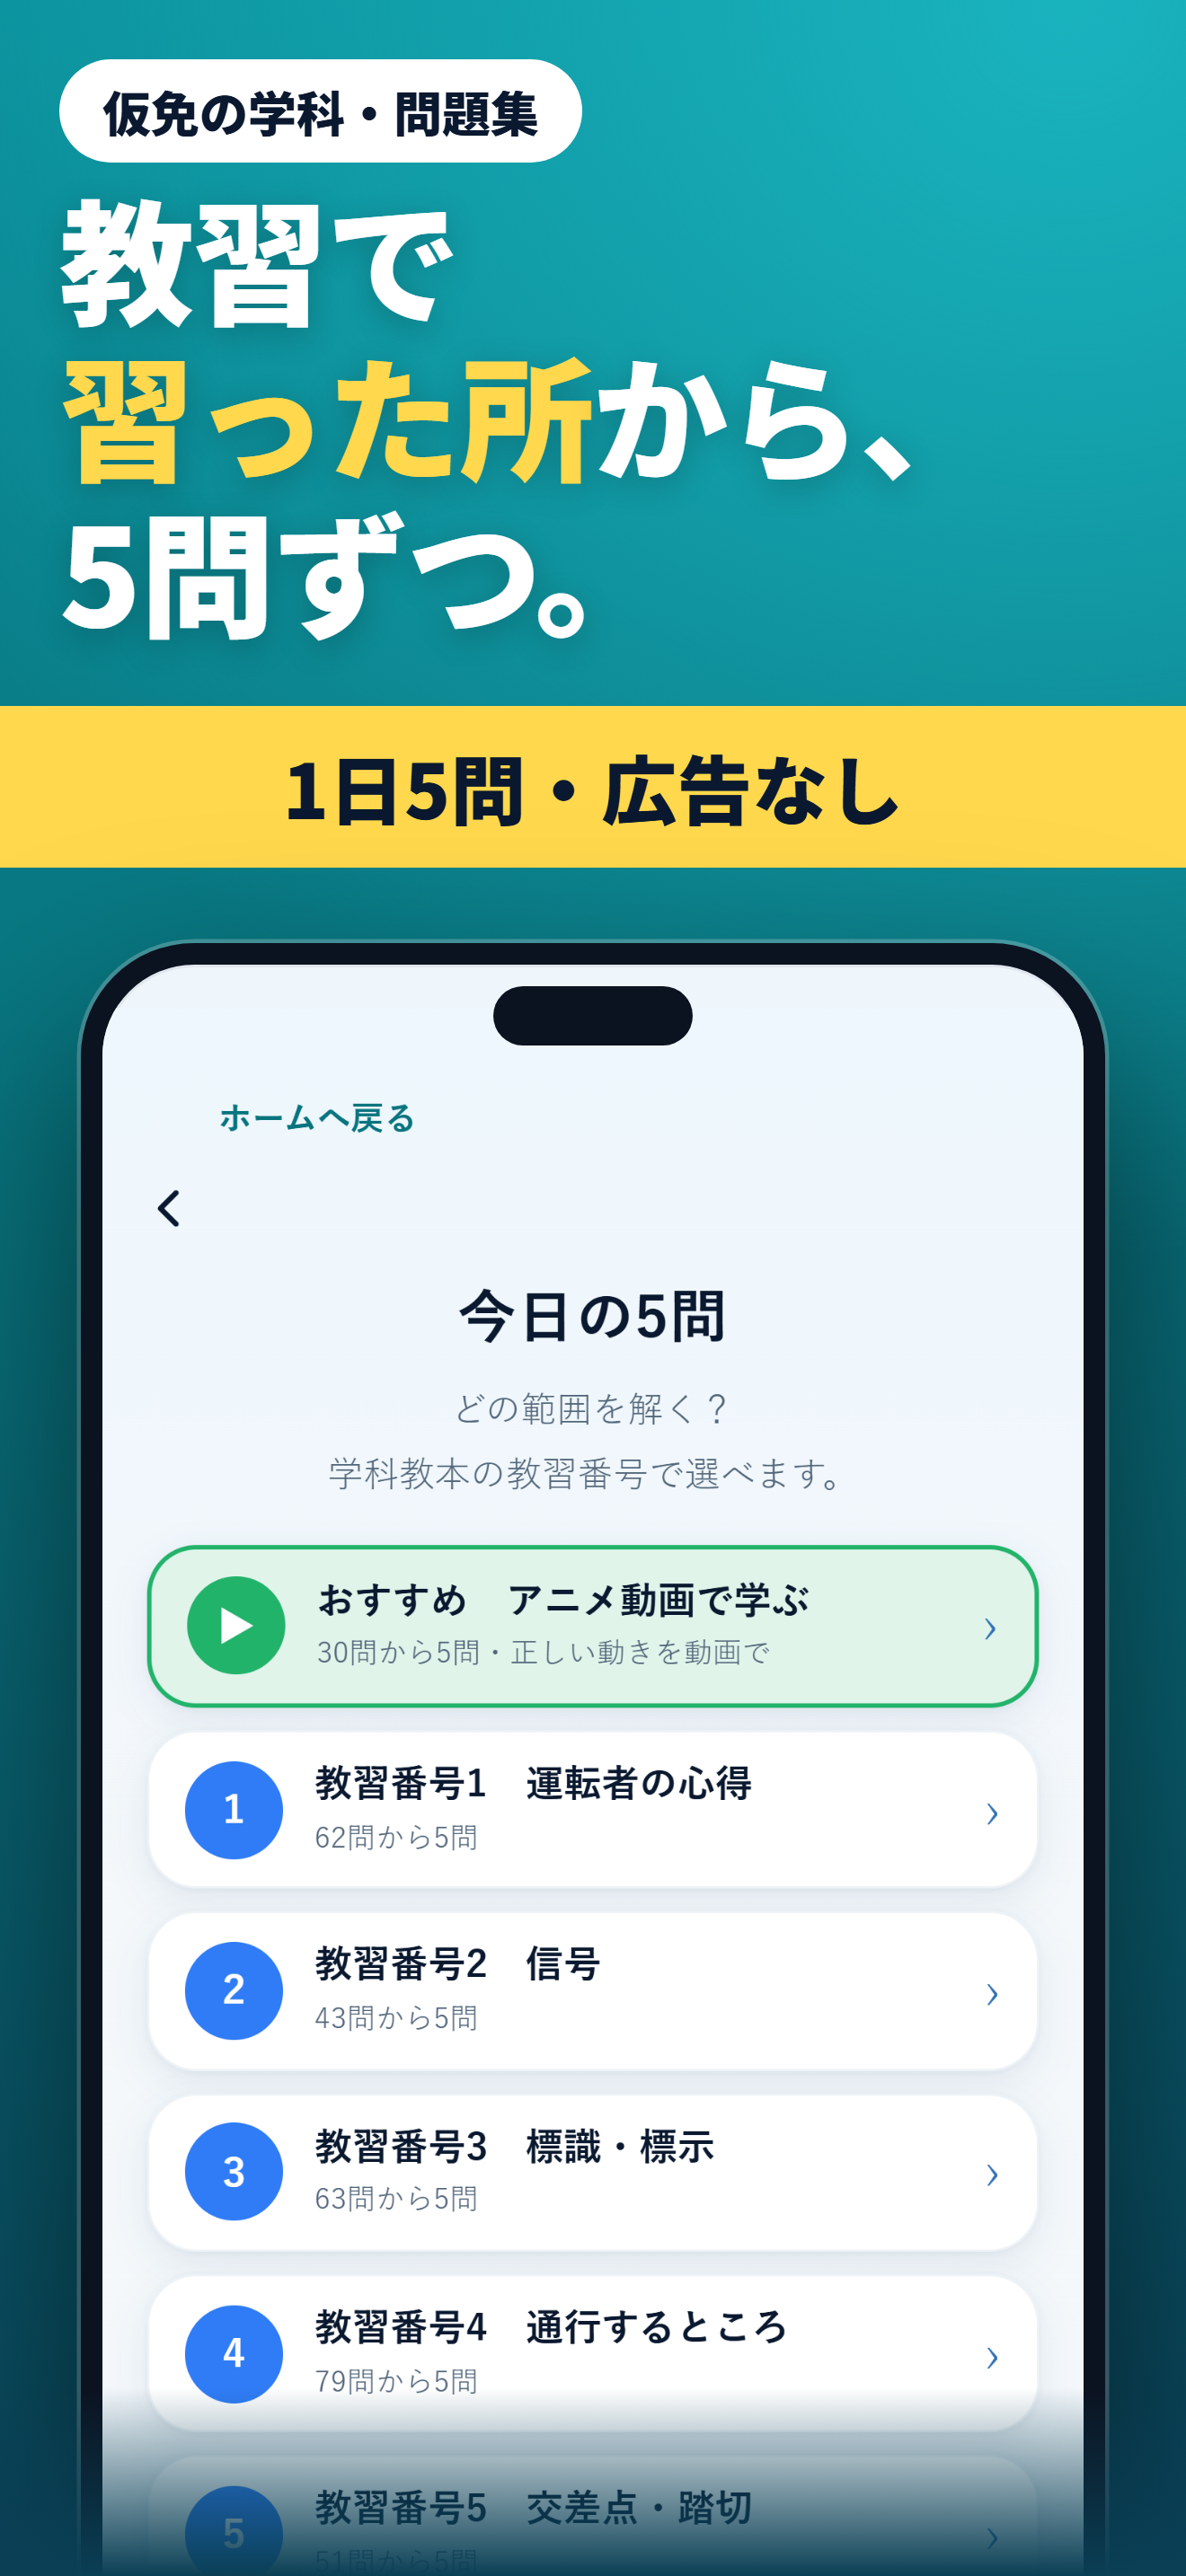 仮免の学科・問題集
教習で
習った所から、
5問ずつ。
1日5問・広告なし
ホームへ戻る
今日の5問
どの範囲を解く？
学科教本の教習番号で選べます。
おすすめ　アニメ動画で学ぶ
30問から5問・正しい動きを動画で
1
教習番号1　運転者の心得
62問から5問
2
教習番号2　信号
43問から5問
3
教習番号3　標識・標示
63問から5問
4
教習番号4　通行するところ
79問から5問
5
教習番号5　交差点・踏切
51問から5問